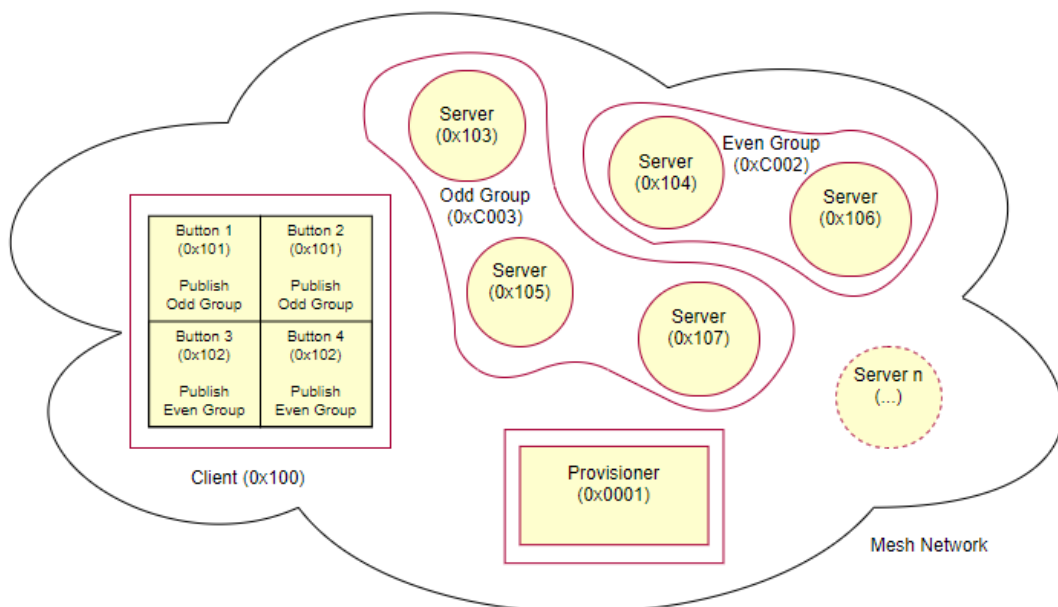 Server
(0x103)
Odd Group
(0xC003)
Server
(0x105)
Server
(0x107)
Server
(0x104)
Even Group
(0xC002)
Server
(0x106)
Button 1
(0x101)
Publish
Odd Group
Button 2
(0x101)
Publish
Odd Group
Button 3
(0x102)
Publish
Even Group
Button 4
(0x102)
Publish
Even Group
Client (0x100)
Provisioner
(0x0001)
Server n
(...)
Mesh Network